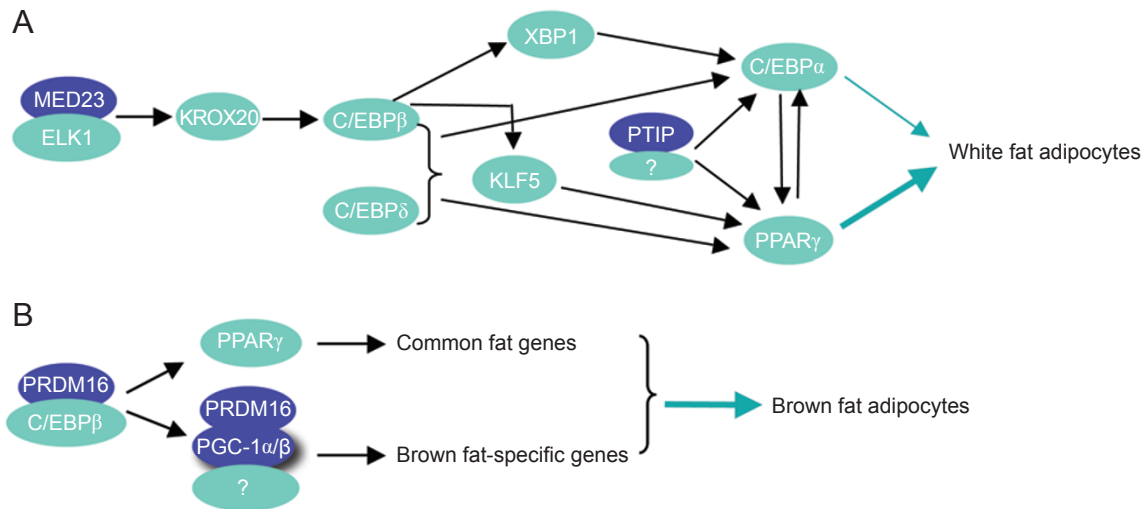 A
XBP1
C/EBPα
MED23
ELK1
KROX20
C/EBPβ
PTIP
?
White fat adipocytes
KLF5
C/EBPδ
PPARγ
B
PPARγ
Common fat genes
PRDM16
C/EBPβ
PRDM16
PGC-1α/β
?
Brown fat adipocytes
Brown fat-specific genes